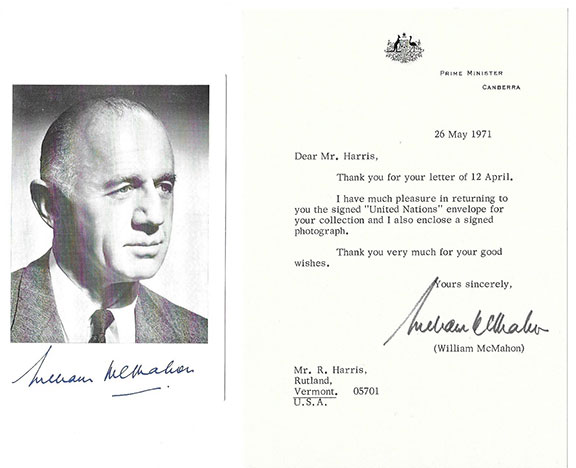 PRIME MINISTER
CANBERRA
26 May 1971
Dear Mr. Harris,
Thank you for your letter of 12 April.
I have much pleasure in returning to
you the signed "United Nations" envelope for
your collection and I also enclose a signed
photograph.
Thank you very much for your good
wishes.
Yours sincerely,
William McMahon
(William McMahon)
Mr. R. Harris,
Rutland,
Vermont. 05701
U.S.A.
William McMahon